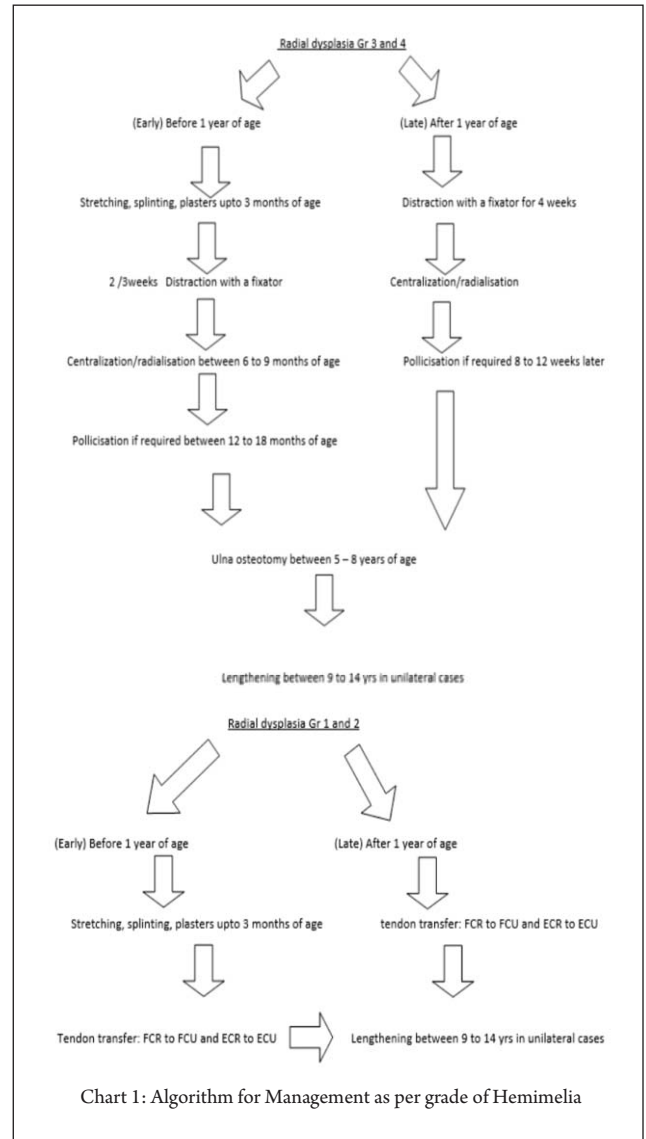 Radial dysplasia Gr 3 and 4
(Early) Before 1 year of age
(Late) After 1 year of age
Stretching, splinting, plasters upto 3 months of age
Distraction with a fixator for 4 weeks
2 /3weeks Distraction with a fixator
Centralization/radialisation
Centralization/radialisation between 6 to 9 months of age
Pollicisation if required 8 to 12 weeks later
Pollicisation if required between 12 to 18 months of age
Ulna osteotomy between 5 – 8 years of age
Lengthening between 9 to 14 yrs in unilateral cases
Radial dysplasia Gr 1 and 2
(Early) Before 1 year of age
(Late) After 1 year of age
Stretching, splinting, plasters upto 3 months of age
tendon transfer: FCR to FCU and ECR to ECU
Tendon transfer: FCR to FCU and ECR to ECU
Lengthening between 9 to 14 yrs in unilateral cases
Chart 1: Algorithm for Management as per grade of Hemimelia